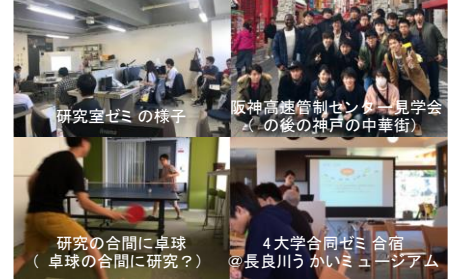 研究室ゼミの様子
阪神高速管制センター見学会
(の後の神戸の中華街)
研究の合間に卓球
(卓球の合間に研究?)
4大学合同ゼミ合宿
@長良川うかいミュージアム